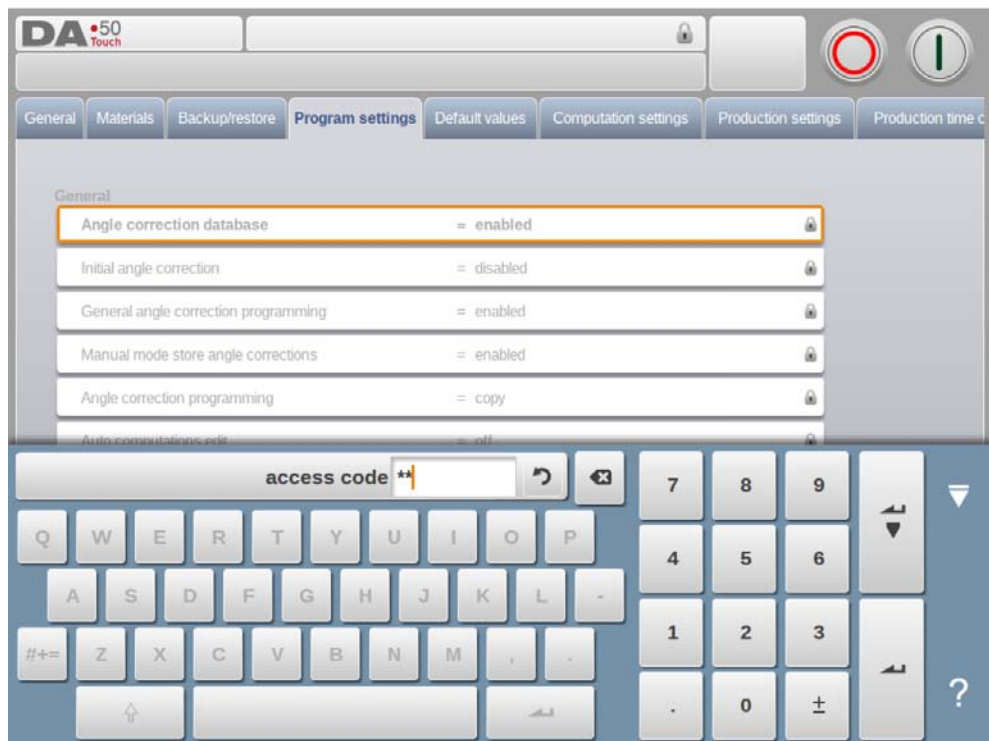 DA •50
Touch
General Materials Backup/restore Program settings Default values Computation settings Production settings Production time c
General
Angle correction database = enabled
Initial angle correction = disabled
General angle correction programming = enabled
Manual mode store angle corrections = enabled
Angle correction programming = copy
Auto computations edit = off
access code **
7 8 9
Q W E R T Y U I O P
4 5 6
A S D F G H J K L -
1 2 3
#+= Z X C V B N M , .
. 0 ±
?